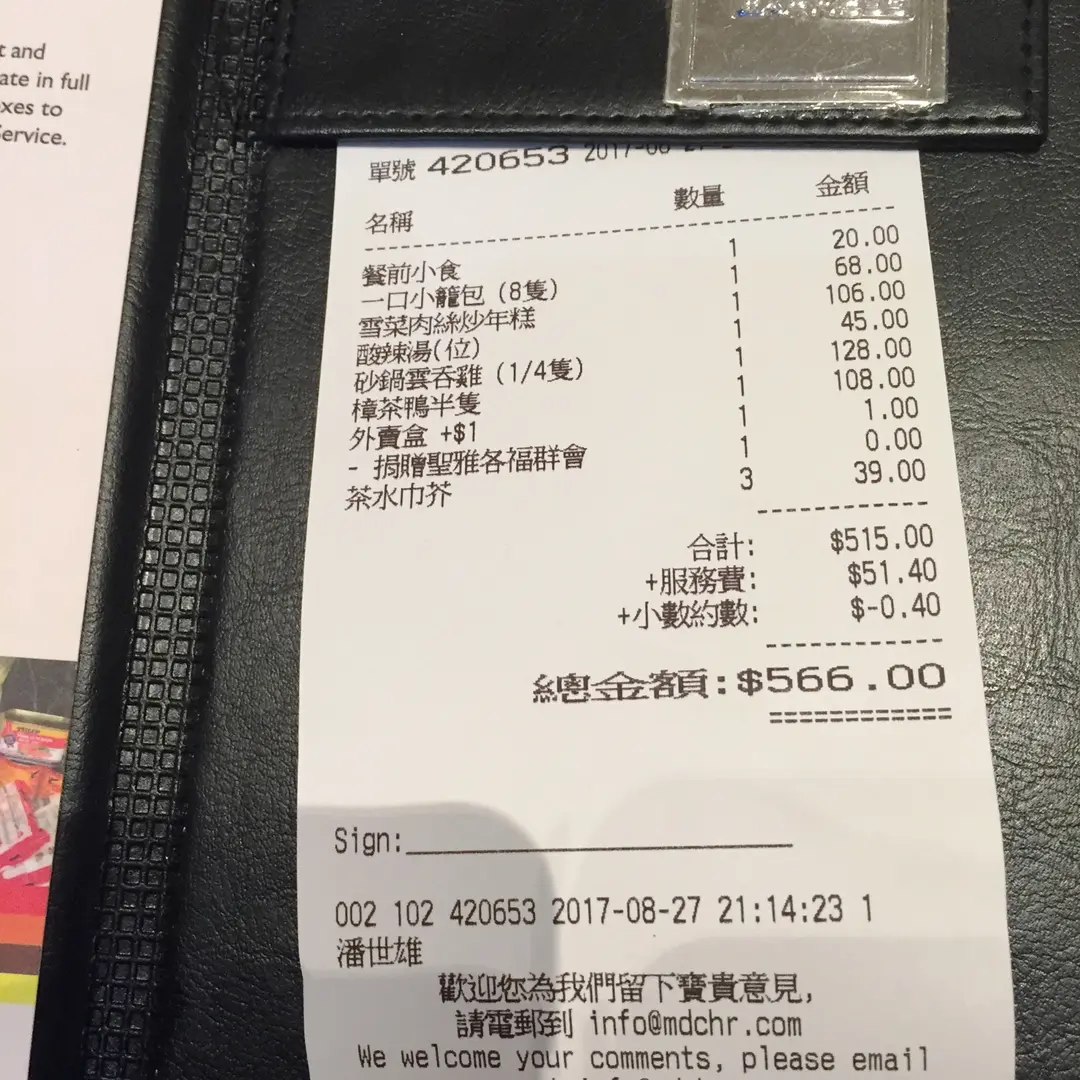 t and
ate in full
xes to
Service.
單號 420653 2017-08-27
名稱 數量 金額
餐前小食 1 20.00
一口小籠包 (8隻) 1 68.00
雪菜肉絲炒年糕 1 106.00
酸辣湯(位) 1 45.00
砂鍋雲吞雞 (1/4隻) 1 128.00
樟茶鴨半隻 1 108.00
外賣盒 +$1 1 1.00
- 捐贈聖雅各福群會 1 0.00
茶水巾芥 3 39.00
合計: $515.00
+服務費: $51.40
+小數約數: $-0.40
總金額:$566.00
Sign:
002 102 420653 2017-08-27 21:14:23 1
潘世雄
歡迎您為我們留下寶貴意見,
請電郵到 info@mdchr.com
We welcome your comments, please email